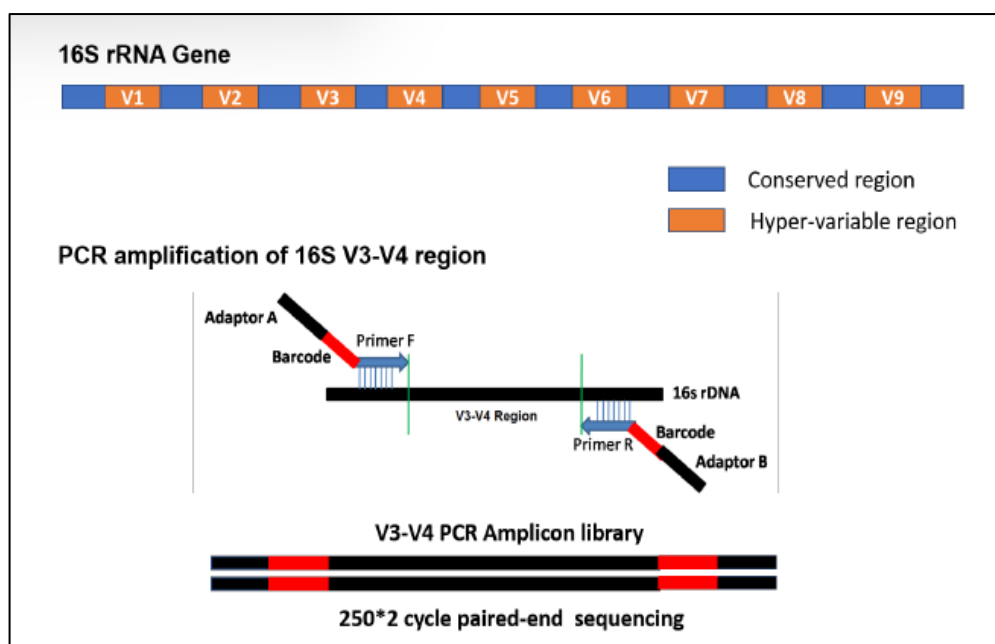 16S rRNA Gene
V1 V2 V3 V4 V5 V6 V7 V8 V9
Conserved region
Hyper-variable region
PCR amplification of 16S V3-V4 region
Adaptor A
Primer F
Barcode
16s rDNA
V3-V4 Region
Primer R
Barcode
Adaptor B
V3-V4 PCR Amplicon library
250*2 cycle paired-end sequencing